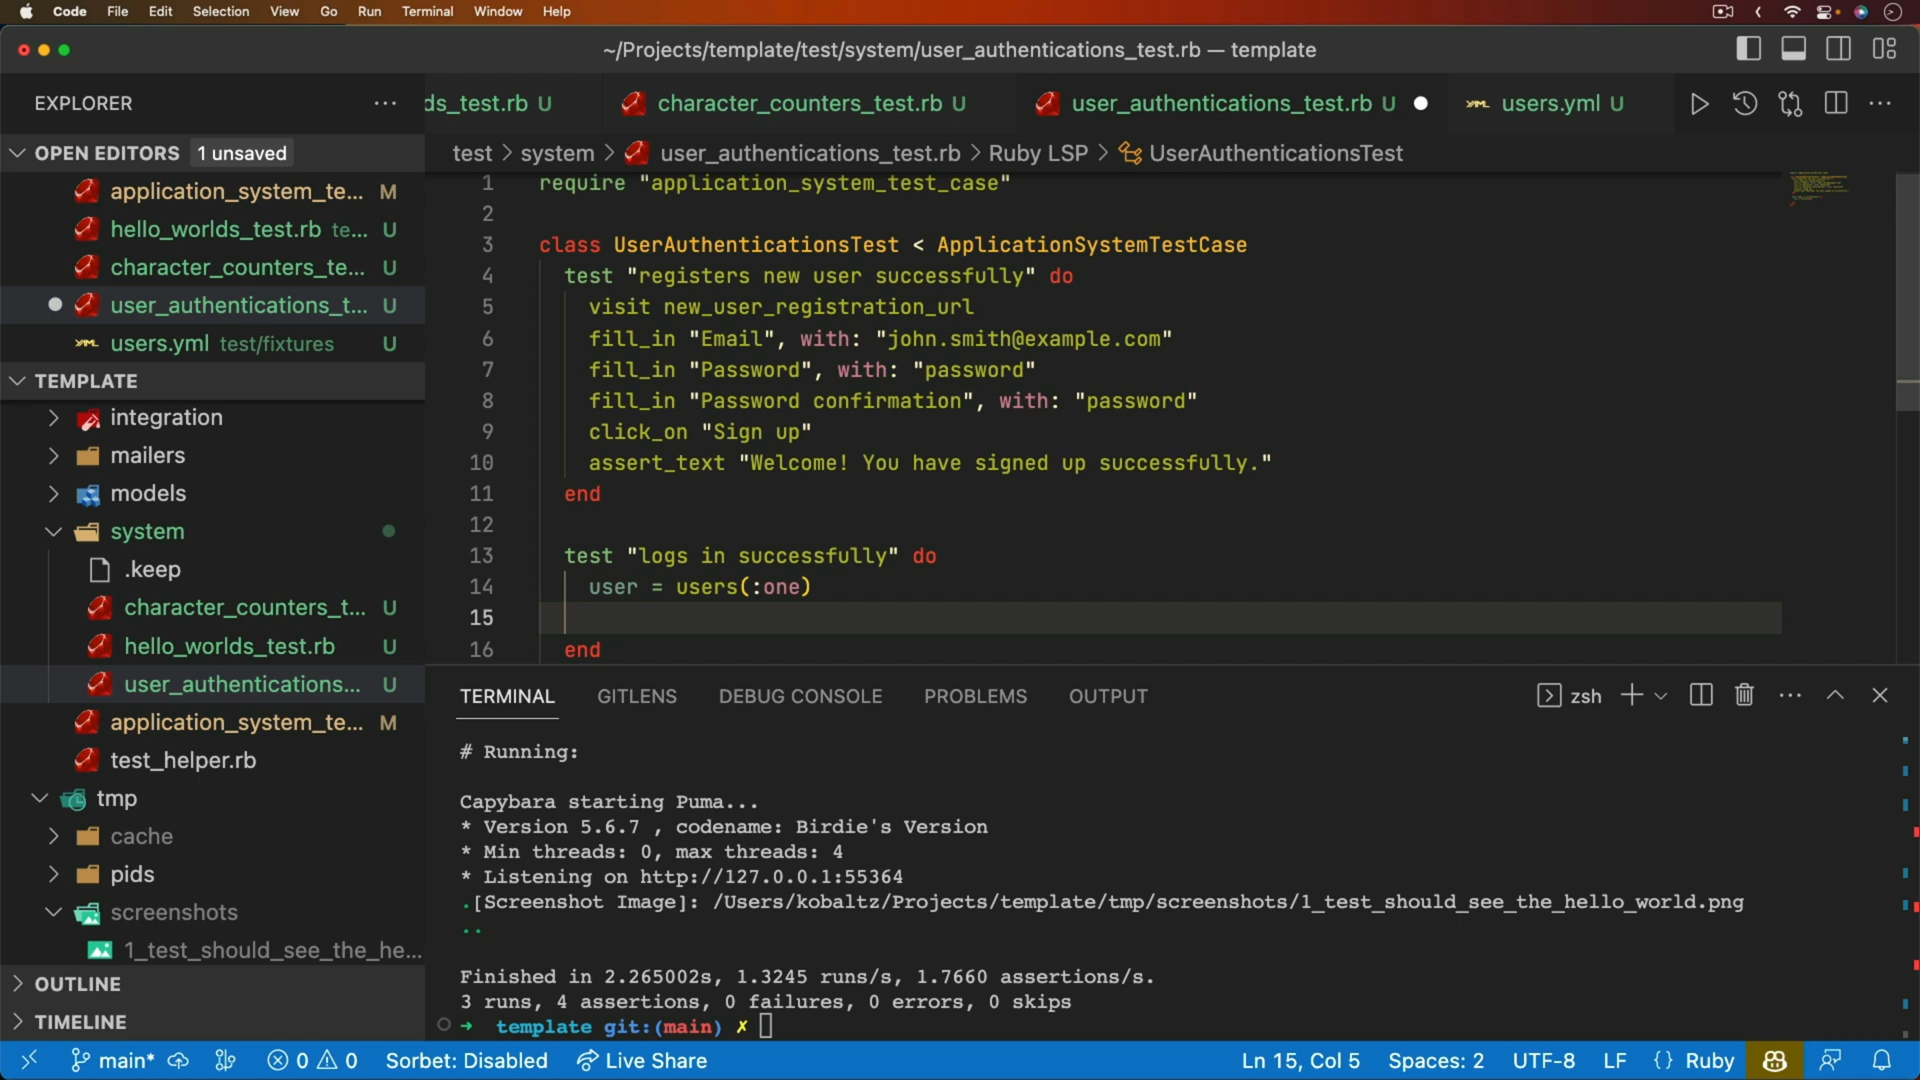 Code File Edit Selection View Go Run Terminal Window Help
~/Projects/template/test/system/user_authentications_test.rb — template
EXPLORER
ds_test.rb U
character_counters_test.rb U
user_authentications_test.rb U
users.yml U
OPEN EDITORS 1 unsaved
test > system > user_authentications_test.rb > Ruby LSP > UserAuthenticationsTest
application_system_te... M
hello_worlds_test.rb te... U
character_counters_te... U
user_authentications_t... U
users.yml test/fixtures U
TEMPLATE
integration
mailers
models
system
.keep
character_counters_t... U
hello_worlds_test.rb U
user_authentications... U
application_system_te... M
test_helper.rb
tmp
cache
pids
screenshots
1_test_should_see_the_he...
OUTLINE
TIMELINE
1 require "application_system_test_case"
2
3 class UserAuthenticationsTest < ApplicationSystemTestCase
4 test "registers new user successfully" do
5 visit new_user_registration_url
6 fill_in "Email", with: "john.smith@example.com"
7 fill_in "Password", with: "password"
8 fill_in "Password confirmation", with: "password"
9 click_on "Sign up"
10 assert_text "Welcome! You have signed up successfully."
11 end
12
13 test "logs in successfully" do
14 user = users(:one)
15
16 end
TERMINAL GITLENS DEBUG CONSOLE PROBLEMS OUTPUT
zsh
# Running:
Capybara starting Puma...
* Version 5.6.7 , codename: Birdie's Version
* Min threads: 0, max threads: 4
* Listening on http://127.0.0.1:55364
.[Screenshot Image]: /Users/kobaltz/Projects/template/tmp/screenshots/1_test_should_see_the_hello_world.png
..
Finished in 2.265002s, 1.3245 runs/s, 1.7660 assertions/s.
3 runs, 4 assertions, 0 failures, 0 errors, 0 skips
➜ template git:(main) ✗
main* 0 0 Sorbet: Disabled Live Share Ln 15, Col 5 Spaces: 2 UTF-8 LF {} Ruby